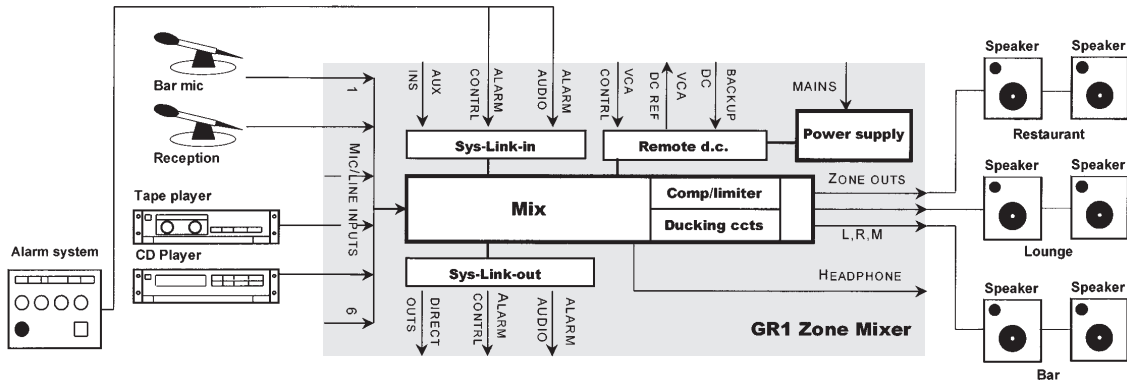 Bar mic
Reception
Tape player
CD Player
Alarm system
1
MIC/LINE INPUTS
6
AUX
INS
ALARM
CONTRL
ALARM
AUDIO
VCA
CONTRL
VCA
DC REF
BACKUP
DC
MAINS
Sys-Link-in
Remote d.c.
Power supply
Mix
Comp/limiter
Ducking ccts
Sys-Link-out
ZONE OUTS
L,R,M
HEADPHONE
DIRECT
OUTS
ALARM
CONTRL
ALARM
AUDIO
GR1 Zone Mixer
Speaker
Speaker
Restaurant
Speaker
Speaker
Lounge
Speaker
Speaker
Bar